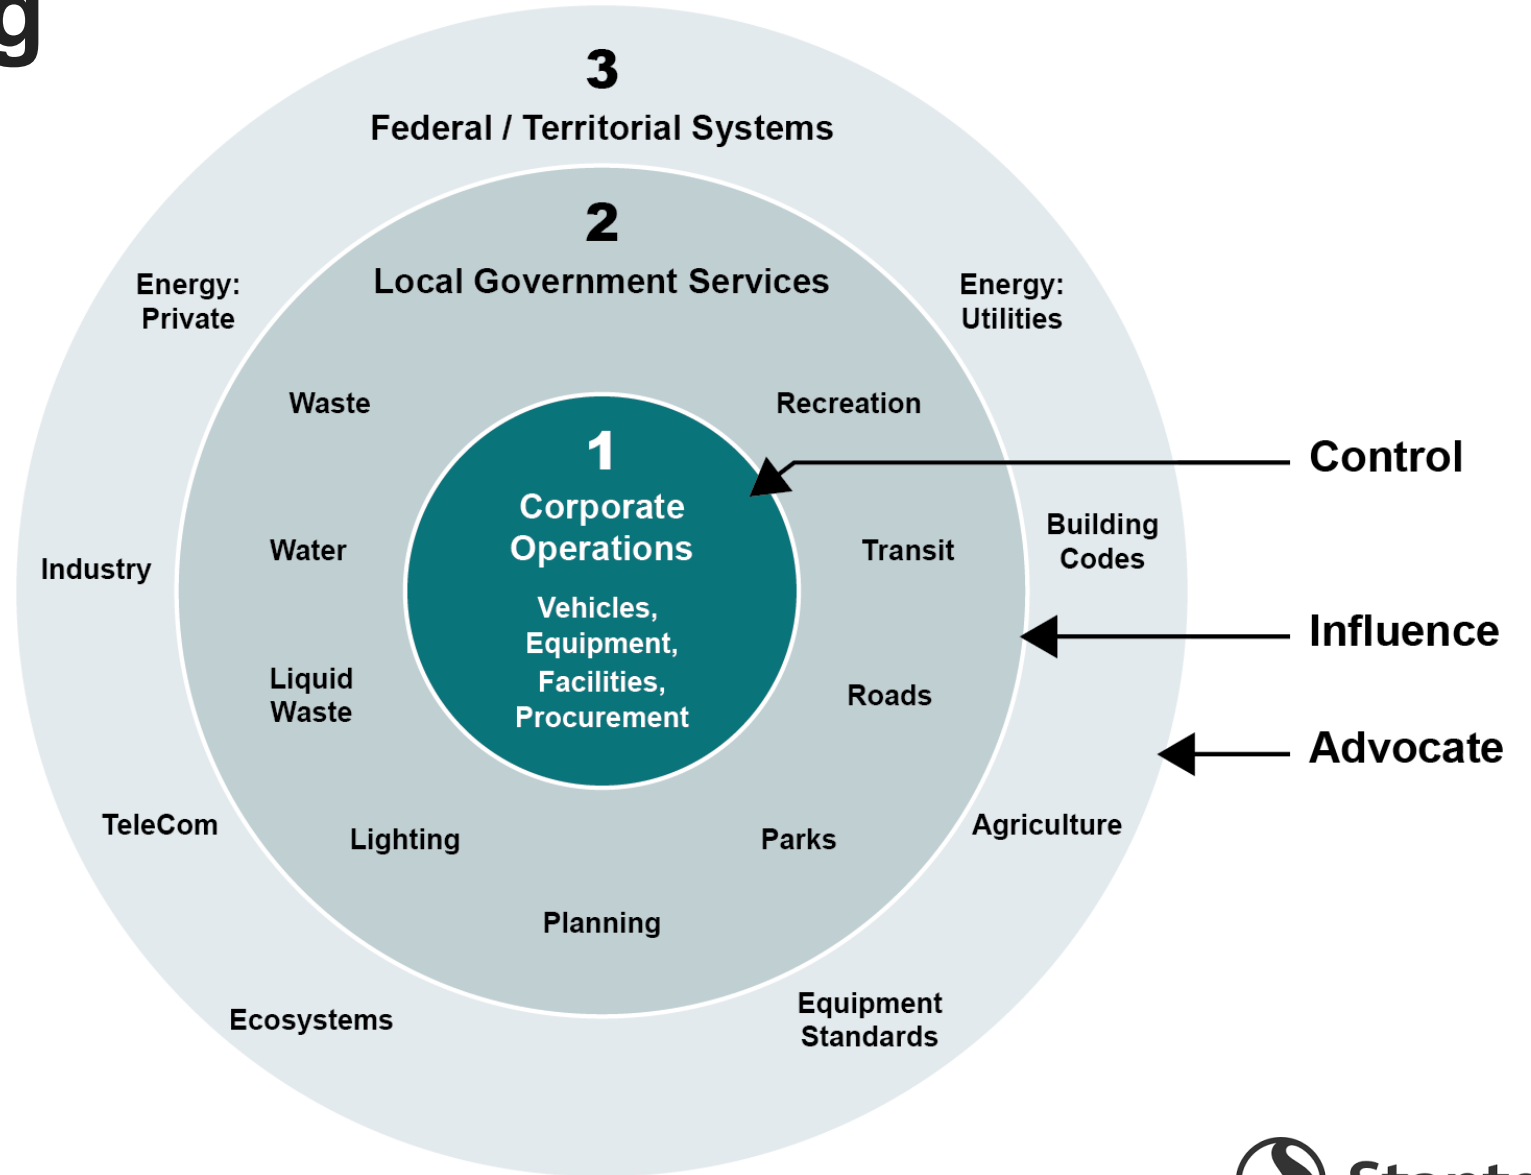 g
3
Federal / Territorial Systems
2
Local Government Services
Energy:
Private
Energy:
Utilities
Waste
Recreation
1
Corporate
Operations
Vehicles,
Equipment,
Facilities,
Procurement
Control
Water
Transit
Building
Codes
Industry
Influence
Liquid
Waste
Roads
Advocate
TeleCom
Lighting
Parks
Agriculture
Planning
Ecosystems
Equipment
Standards